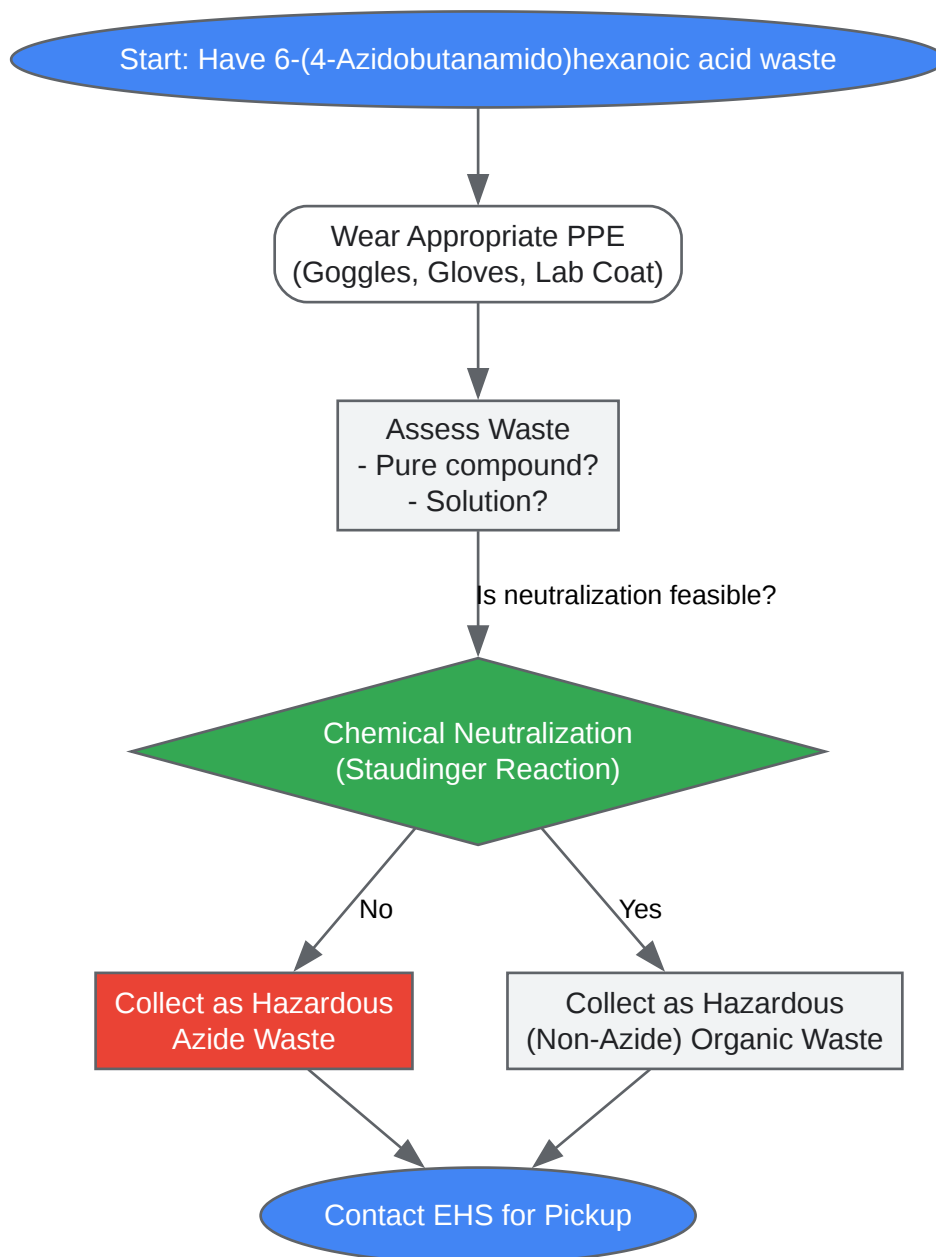 Start: Have 6-(4-Azidobutanamido)hexanoic acid waste
Wear Appropriate PPE
(Goggles, Gloves, Lab Coat)
Assess Waste
- Pure compound?
- Solution?
Is neutralization feasible?
Chemical Neutralization
(Staudinger Reaction)
No
Yes
Collect as Hazardous
Azide Waste
Collect as Hazardous
(Non-Azide) Organic Waste
Contact EHS for Pickup